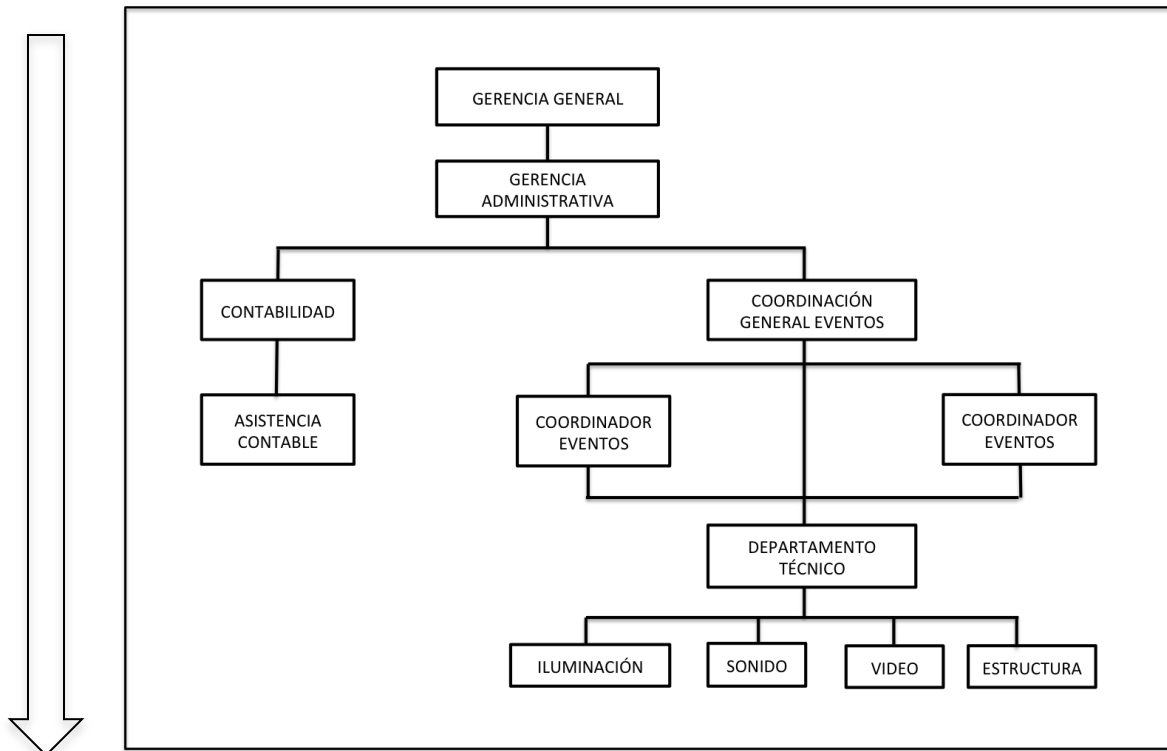 GERENCIA GENERAL
GERENCIA
ADMINISTRATIVA
CONTABILIDAD
COORDINACIÓN
GENERAL EVENTOS
ASISTENCIA
CONTABLE
COORDINADOR
EVENTOS
COORDINADOR
EVENTOS
DEPARTAMENTO
TÉCNICO
ILUMINACIÓN
SONIDO
VIDEO
ESTRUCTURA